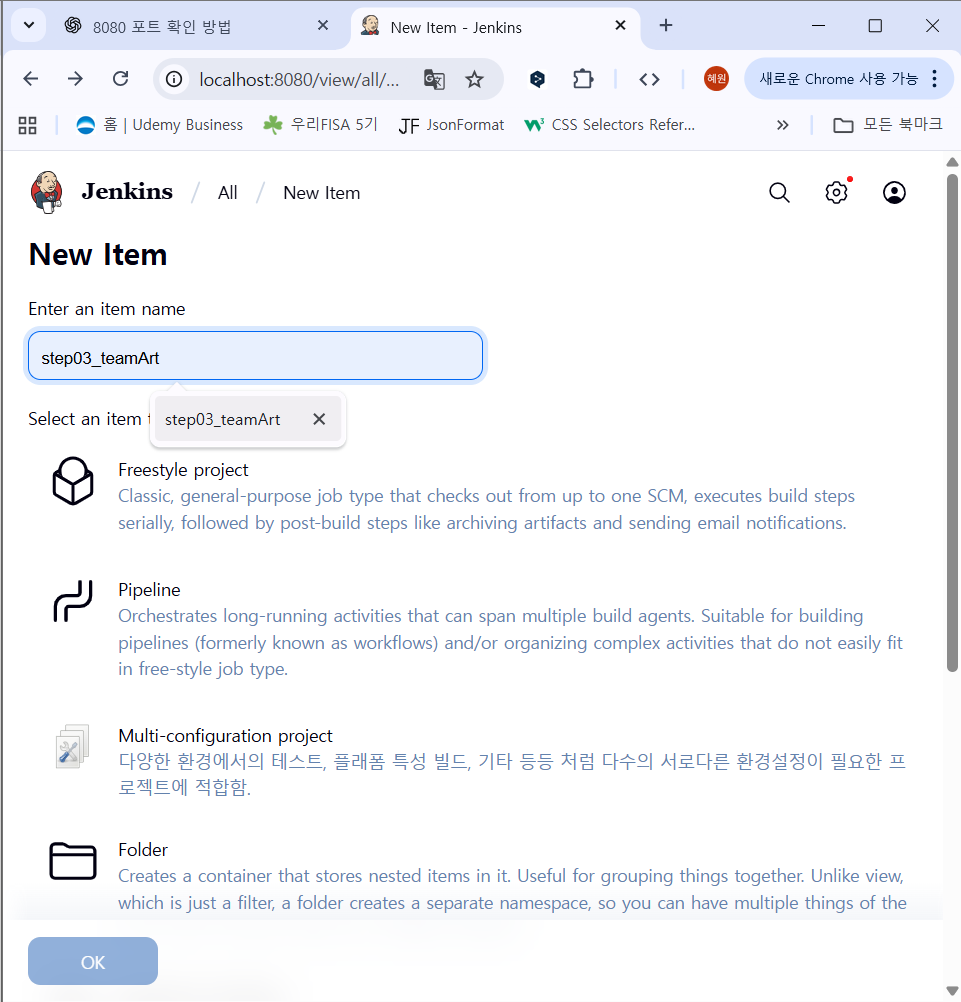 8080 포트 확인 방법
New Item - Jenkins
localhost:8080/view/all/...
혜원
새로운 Chrome 사용 가능
홈 | Udemy Business
우리FISA 5기
JF JsonFormat
CSS Selectors Refer...
모든 북마크
Jenkins / All / New Item
New Item
Enter an item name
step03_teamArt
Select an item
step03_teamArt
Freestyle project
Classic, general-purpose job type that checks out from up to one SCM, executes build steps
serially, followed by post-build steps like archiving artifacts and sending email notifications.
Pipeline
Orchestrates long-running activities that can span multiple build agents. Suitable for building
pipelines (formerly known as workflows) and/or organizing complex activities that do not easily fit
in free-style job type.
Multi-configuration project
다양한 환경에서의 테스트, 플래폼 특성 빌드, 기타 등등 처럼 다수의 서로다른 환경설정이 필요한 프
로젝트에 적합함.
Folder
Creates a container that stores nested items in it. Useful for grouping things together. Unlike view,
which is just a filter, a folder creates a separate namespace, so you can have multiple things of the
OK